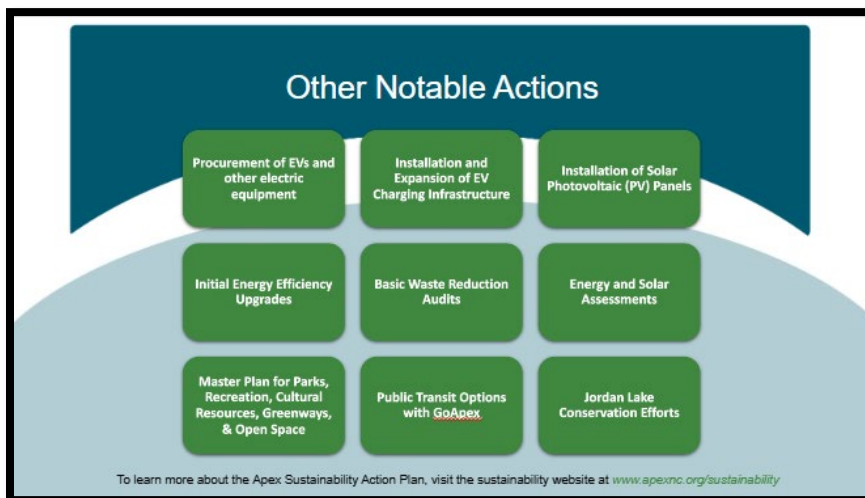 Other Notable Actions
Procurement of EVs and
other electric
equipment
Installation and
Expansion of EV
Charging Infrastructure
Installation of Solar
Photovoltaic (PV) Panels
Initial Energy Efficiency
Upgrades
Basic Waste Reduction
Audits
Energy and Solar
Assessments
Master Plan for Parks,
Recreation, Cultural
Resources, Greenways,
& Open Space
Public Transit Options
with GoApex
Jordan Lake
Conservation Efforts
To learn more about the Apex Sustainability Action Plan, visit the sustainability website at www.apexnc.org/sustainability